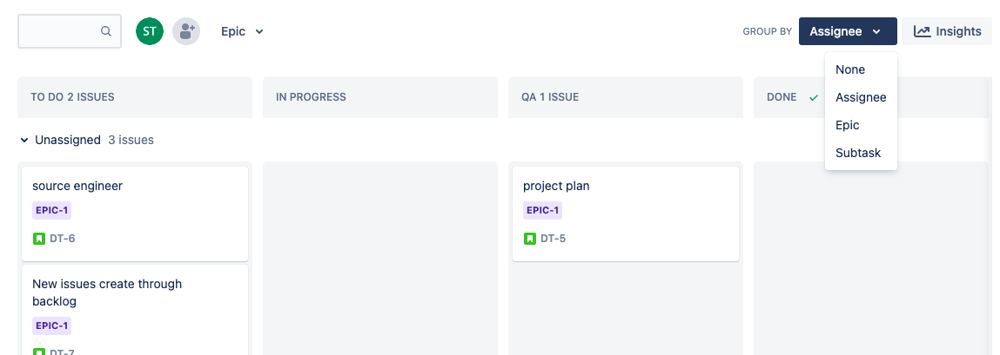 ST
Epic
GROUP BY
Assignee
Insights
None
Assignee
Epic
Subtask
TO DO 2 ISSUES
IN PROGRESS
QA 1 ISSUE
DONE
Unassigned 3 issues
source engineer
EPIC-1
DT-6
project plan
EPIC-1
DT-5
New issues create through
backlog
EPIC-1
DT-7